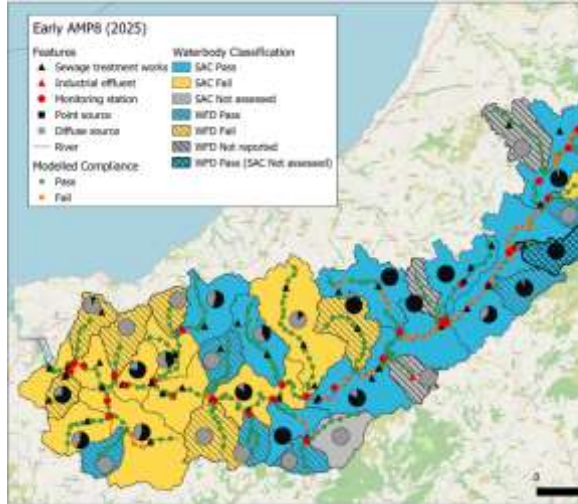 Early AMP8 (2025)
Features
Sewage treatment works
Industrial effluent
Monitoring station
Point source
Diffuse source
River
Modelled Compliance
Pass
Fail
Waterbody Classification
SAC Pass
SAC Fail
SAC Not assessed
WFD Pass
WFD Fail
WFD Not reported
WFD Pass (SAC Not assessed)
0